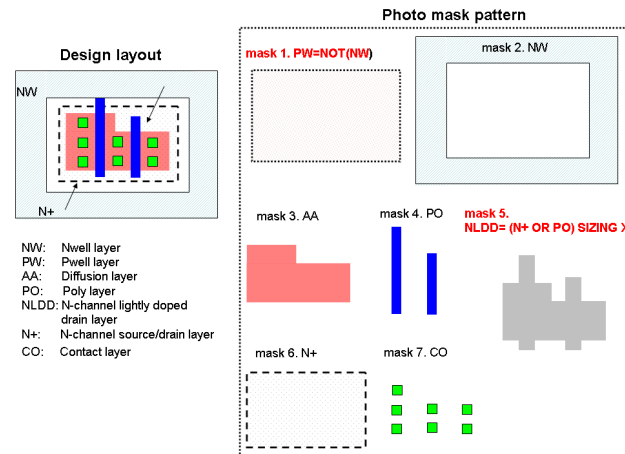 Photo mask pattern
Design layout
mask 1. PW=NOT(NW)
mask 2. NW
NW
N+
mask 3. AA
mask 4. PO
mask 5.
NLDD= (N+ OR PO) SIZING X
NW: Nwell layer
PW: Pwell layer
AA: Diffusion layer
PO: Poly layer
NLDD: N-channel lightly doped
drain layer
N+: N-channel source/drain layer
CO: Contact layer
mask 6. N+
mask 7. CO